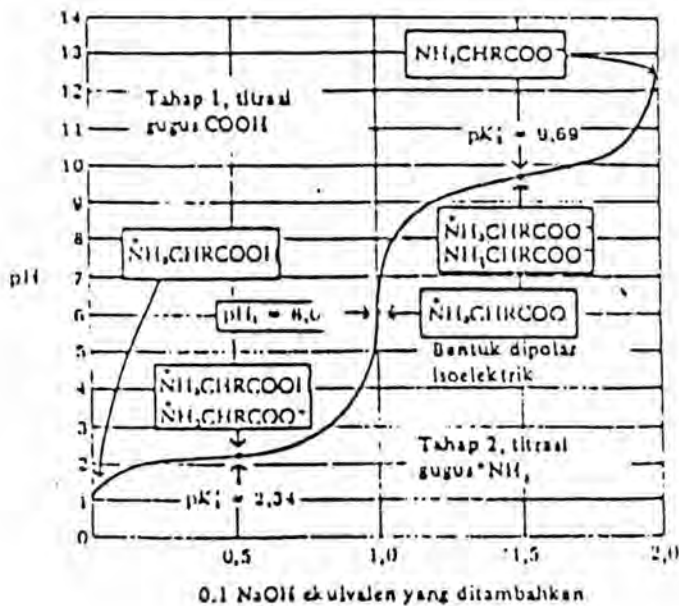 14
13
12
11
10
9
8
7
6
5
4
3
2
1
0
pH
NH₂CHRCOO⁻
Tahap 1, titrasi
gugus COOH
pK'₂ = 9,69
⁺NH₃CHRCOO⁻
NH₂CHRCOO⁻
⁺NH₃CHRCOOH
pH₁ = 6,0
⁺NH₃CHRCOO
Bentuk dipolar
Isoelektrik
⁺NH₃CHRCOOH
⁺NH₃CHRCOO⁻
Tahap 2, titrasi
gugus ⁺NH₃
pK'₁ = 2,34
0,5
1,0
1,5
2,0
0.1 NaOH ekuivalen yang ditambahkan